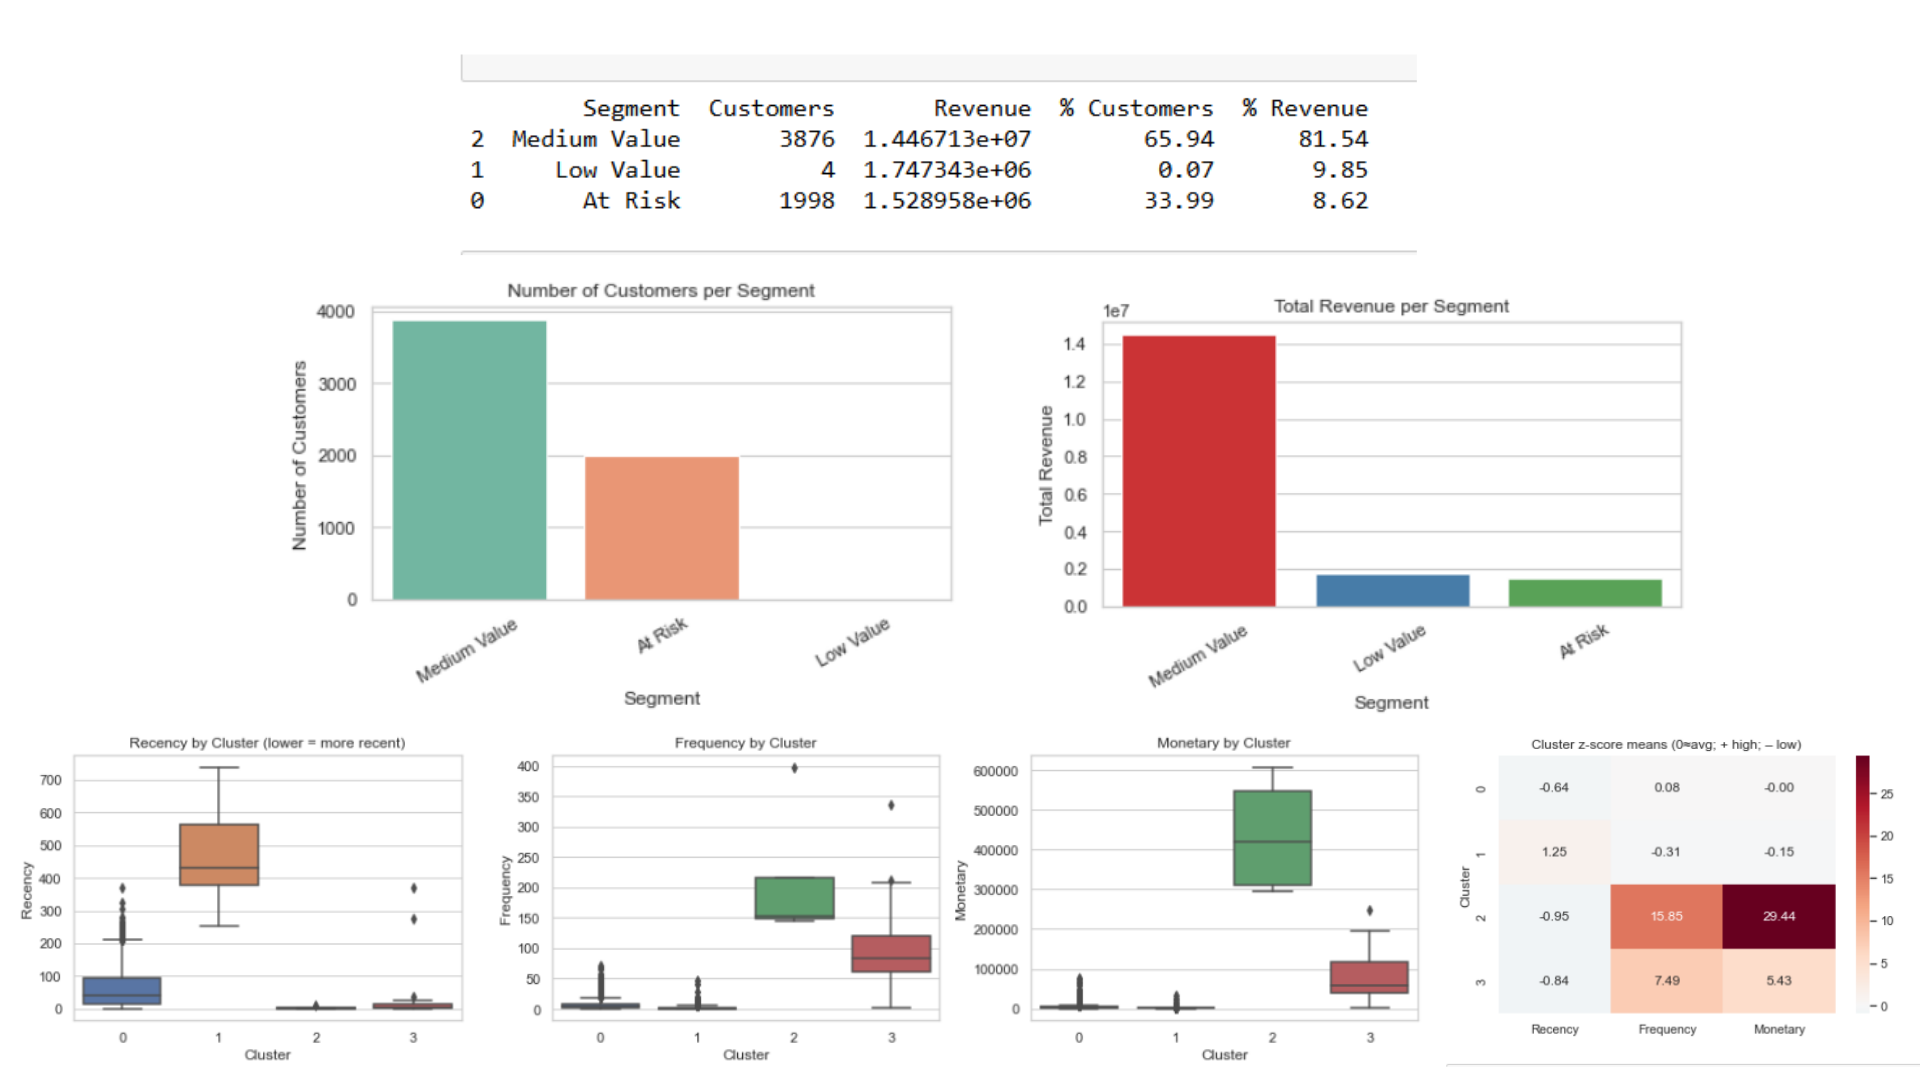 Segment Customers Revenue % Customers % Revenue
2 Medium Value 3876 1.446713e+07 65.94 81.54
1 Low Value 4 1.747343e+06 0.07 9.85
0 At Risk 1998 1.528958e+06 33.99 8.62
Number of Customers per Segment
4000
3000
2000
1000
0
Number of Customers
Medium Value
At Risk
Low Value
Segment
Total Revenue per Segment
1e7
1.4
1.2
1.0
0.8
0.6
0.4
0.2
0.0
Total Revenue
Medium Value
Low Value
At Risk
Segment
Recency by Cluster (lower = more recent)
700
600
500
400
300
200
100
0
Recency
0 1 2 3
Cluster
Frequency by Cluster
400
350
300
250
200
150
100
50
0
Frequency
0 1 2 3
Cluster
Monetary by Cluster
600000
500000
400000
300000
200000
100000
0
Monetary
0 1 2 3
Cluster
Cluster z-score means (0≈avg; + high; – low)
0 -0.64 0.08 -0.00
1 1.25 -0.31 -0.15
2 -0.95 15.85 29.44
3 -0.84 7.49 5.43
Cluster
Recency Frequency Monetary
25
20
15
10
5
0